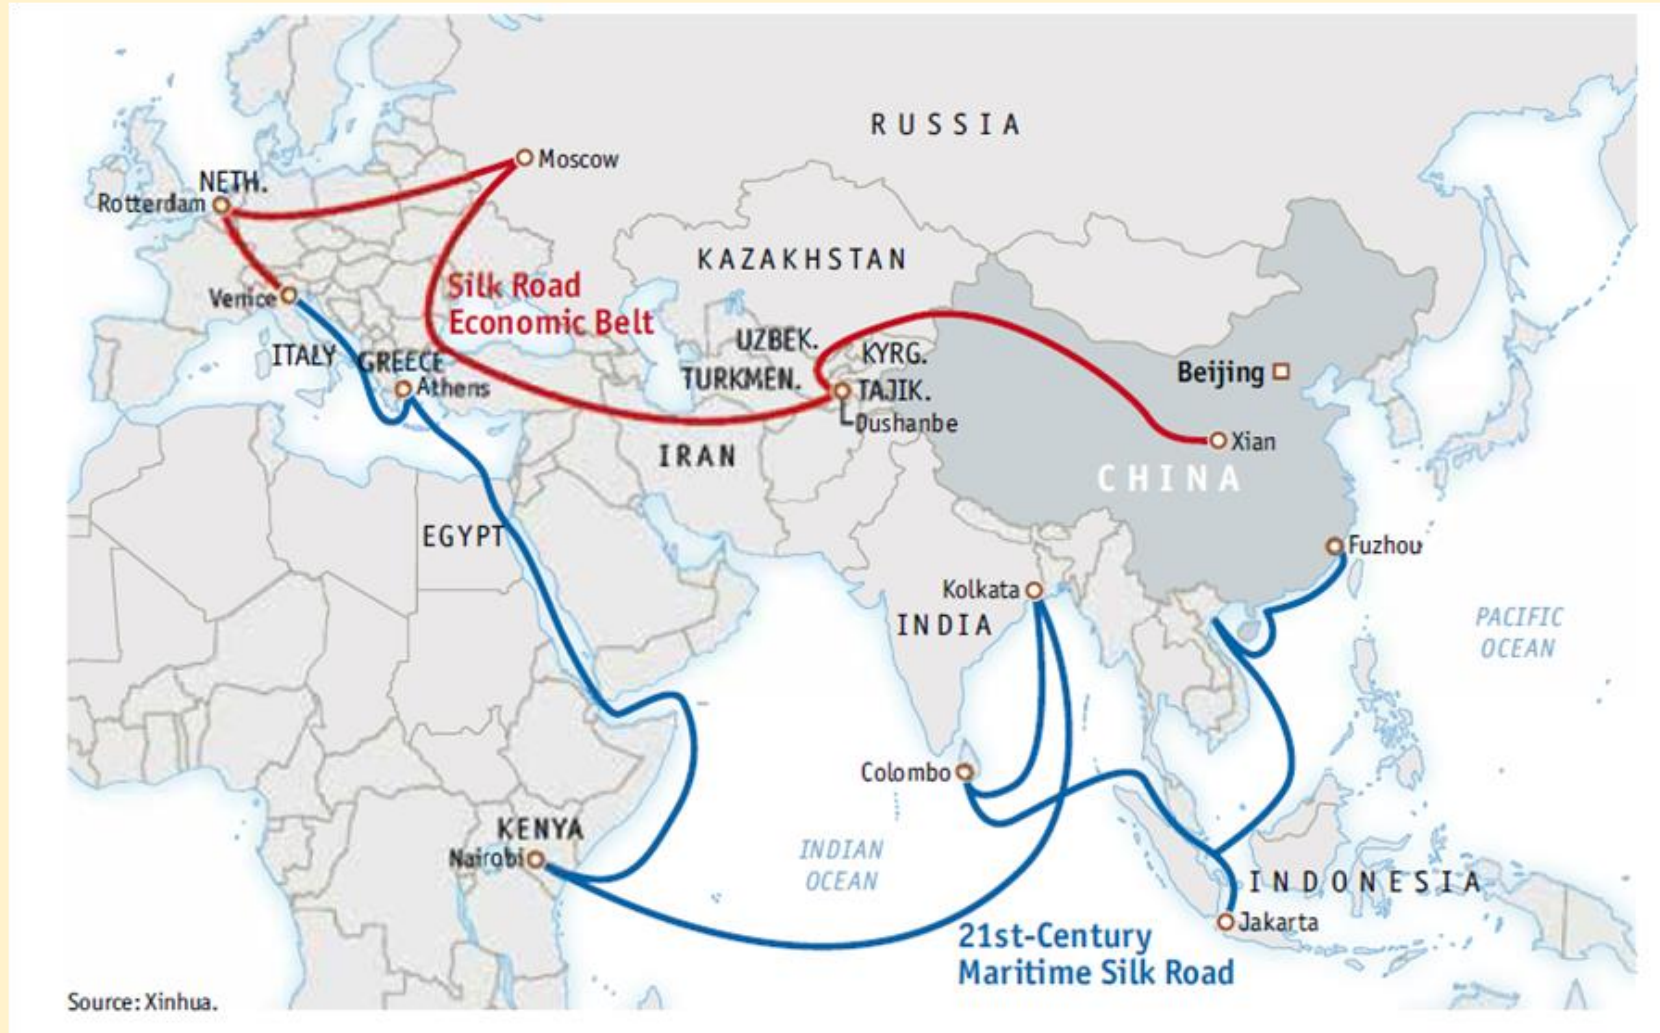 RUSSIA
Moscow
NETH.
Rotterdam
KAZAKHSTAN
Silk Road
Economic Belt
Venice
UZBEK.
KYRG.
ITALY
GREECE
Athens
TURKMEN.
TAJIK.
Dushanbe
Beijing
Xian
IRAN
CHINA
EGYPT
Fuzhou
Kolkata
INDIA
PACIFIC
OCEAN
Colombo
KENYA
Nairobi
INDIAN
OCEAN
INDONESIA
Jakarta
21st-Century
Maritime Silk Road
Source: Xinhua.